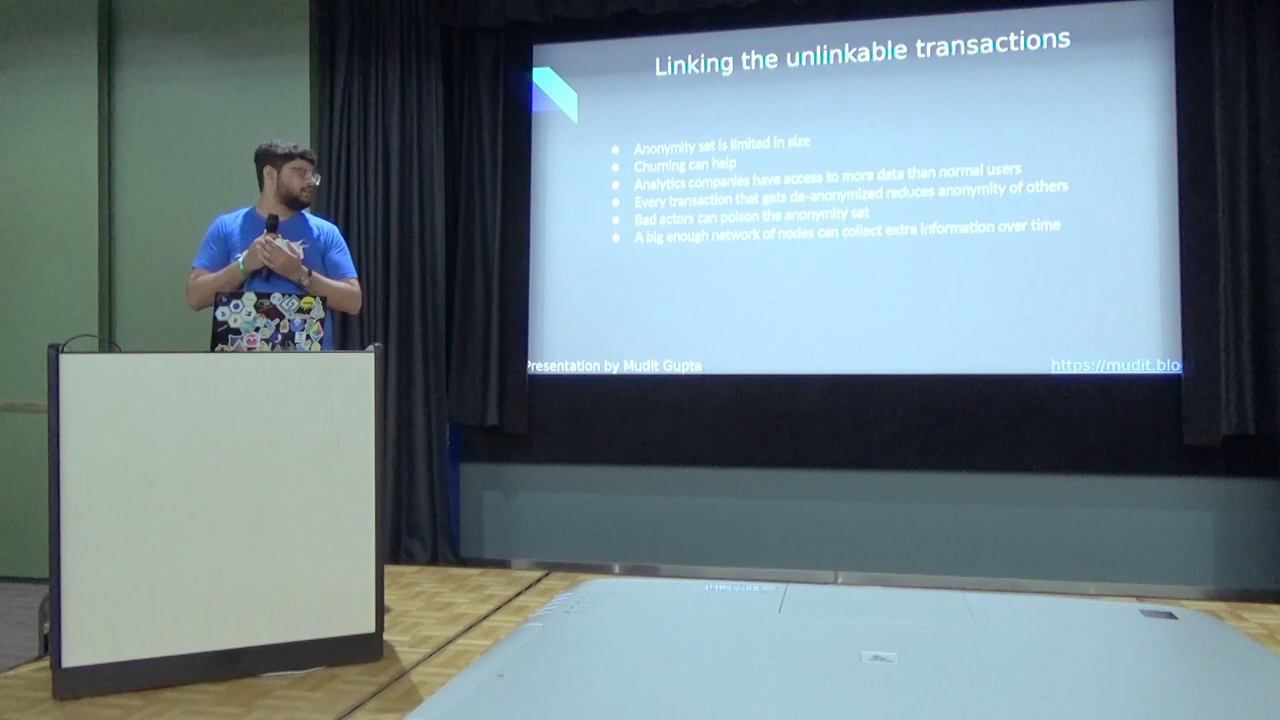 Linking the unlinkable transactions
Anonymity set is limited in size
Churning can help
Analytics companies have access to more data than normal users
Every transaction that gets de-anonymized reduces anonymity of others
Bad actors can poison the anonymity set
A big enough network of nodes can collect extra information over time
Presentation by Mudit Gupta
https://mudit.blo